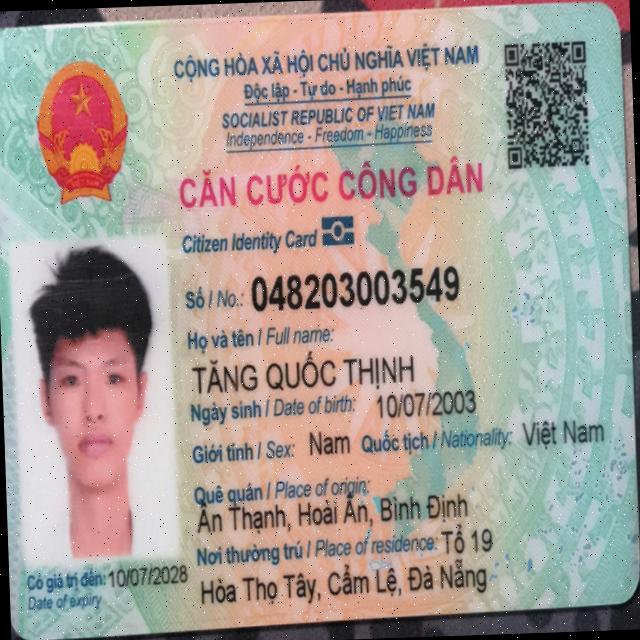 CỘNG HÒA XÃ HỘI CHỦ NGHĨA VIỆT NAM
Độc lập - Tự do - Hạnh phúc
SOCIALIST REPUBLIC OF VIET NAM
Independence - Freedom - Happiness
CĂN CƯỚC CÔNG DÂN
Citizen Identity Card
Số / No.: 048203003549
Họ và tên / Full name:
TĂNG QUỐC THỊNH
Ngày sinh / Date of birth: 10/07/2003
Giới tính / Sex: Nam Quốc tịch / Nationality: Việt Nam
Quê quán / Place of origin:
Ân Thạnh, Hoài Ân, Bình Định
Nơi thường trú / Place of residence: Tổ 19
Hòa Thọ Tây, Cẩm Lệ, Đà Nẵng
Có giá trị đến: 10/07/2028
Date of expiry